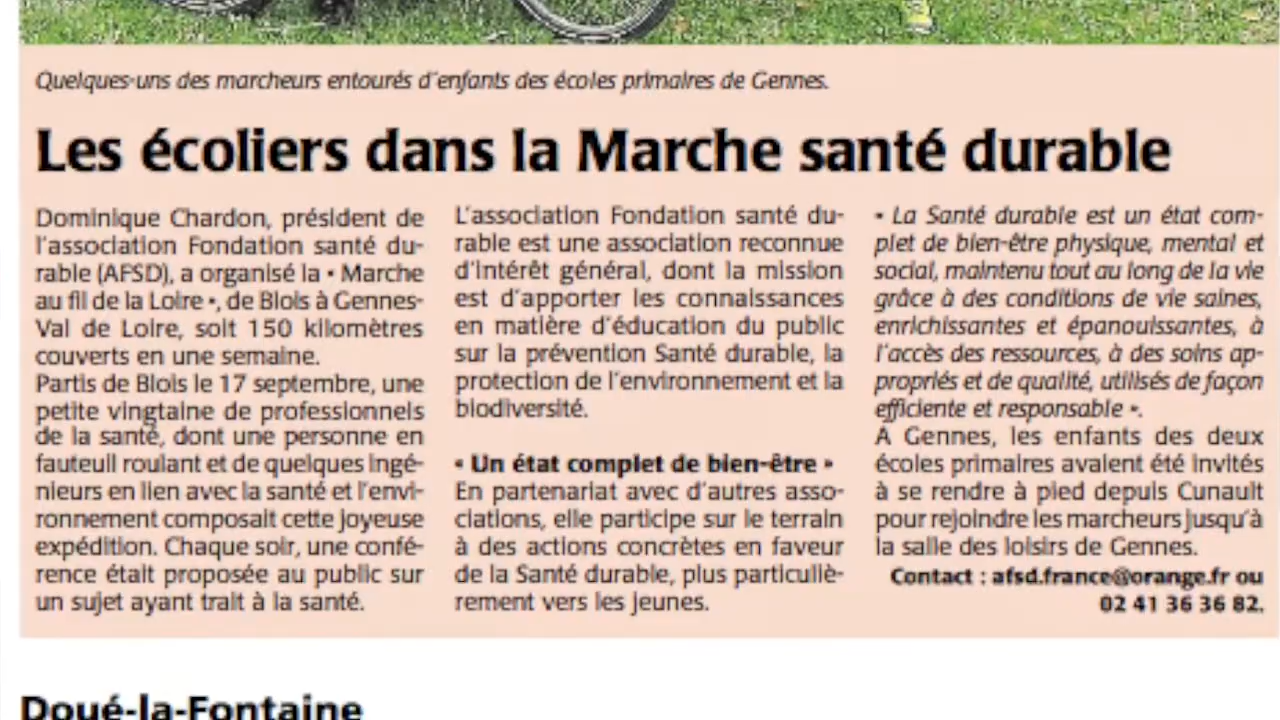 Quelques-uns des marcheurs entourés d'enfants des écoles primaires de Gennes.
Les écoliers dans la Marche santé durable
Dominique Chardon, président de
l'association Fondation santé du-
rable (AFSD), a organisé la « Marche
au fil de la Loire », de Blois à Gennes-
Val de Loire, soit 150 kilomètres
couverts en une semaine.
Partis de Blois le 17 septembre, une
petite vingtaine de professionnels
de la santé, dont une personne en
fauteuil roulant et de quelques ingé-
nieurs en lien avec la santé et l'envi-
ronnement composait cette joyeuse
expédition. Chaque soir, une confé-
rence était proposée au public sur
un sujet ayant trait à la santé.
L'association Fondation santé du-
rable est une association reconnue
d'intérêt général, dont la mission
est d'apporter les connaissances
en matière d'éducation du public
sur la prévention Santé durable, la
protection de l'environnement et la
biodiversité.
« Un état complet de bien-être »
En partenariat avec d'autres asso-
ciations, elle participe sur le terrain
à des actions concrètes en faveur
de la Santé durable, plus particuliè-
rement vers les jeunes.
« La Santé durable est un état com-
plet de bien-être physique, mental et
social, maintenu tout au long de la vie
grâce à des conditions de vie saines,
enrichissantes et épanouissantes, à
l'accès des ressources, à des soins ap-
propriés et de qualité, utilisés de façon
efficiente et responsable ».
A Gennes, les enfants des deux
écoles primaires avaient été invités
à se rendre à pied depuis Cunault
pour rejoindre les marcheurs jusqu'à
la salle des loisirs de Gennes.
Contact : afsd.france@orange.fr ou
02 41 36 36 82.
Doué-la-Fontaine